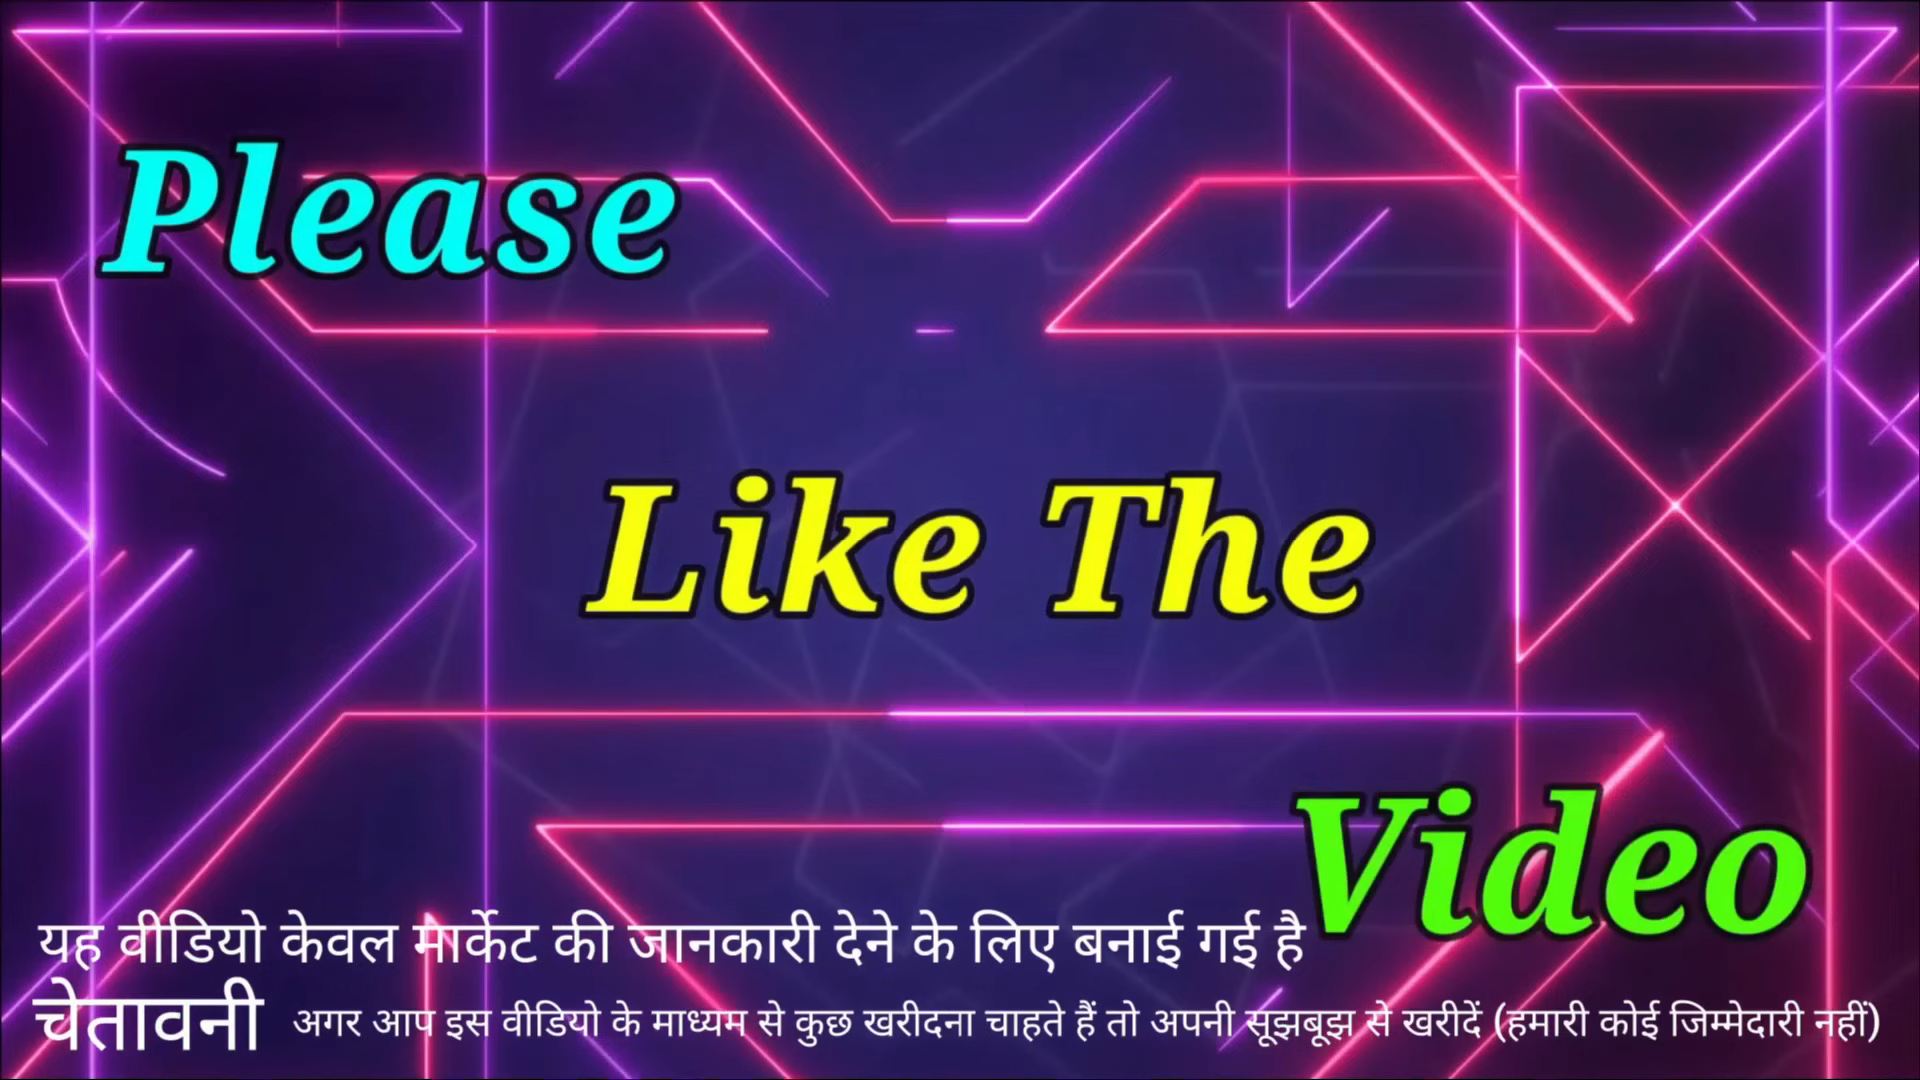 Please
Like The
Video
यह वीडियो केवल मार्केट की जानकारी देने के लिए बनाई गई है
चेतावनी अगर आप इस वीडियो के माध्यम से कुछ खरीदना चाहते हैं तो अपनी सूझबूझ से खरीदें (हमारी कोई जिम्मेदारी नहीं)